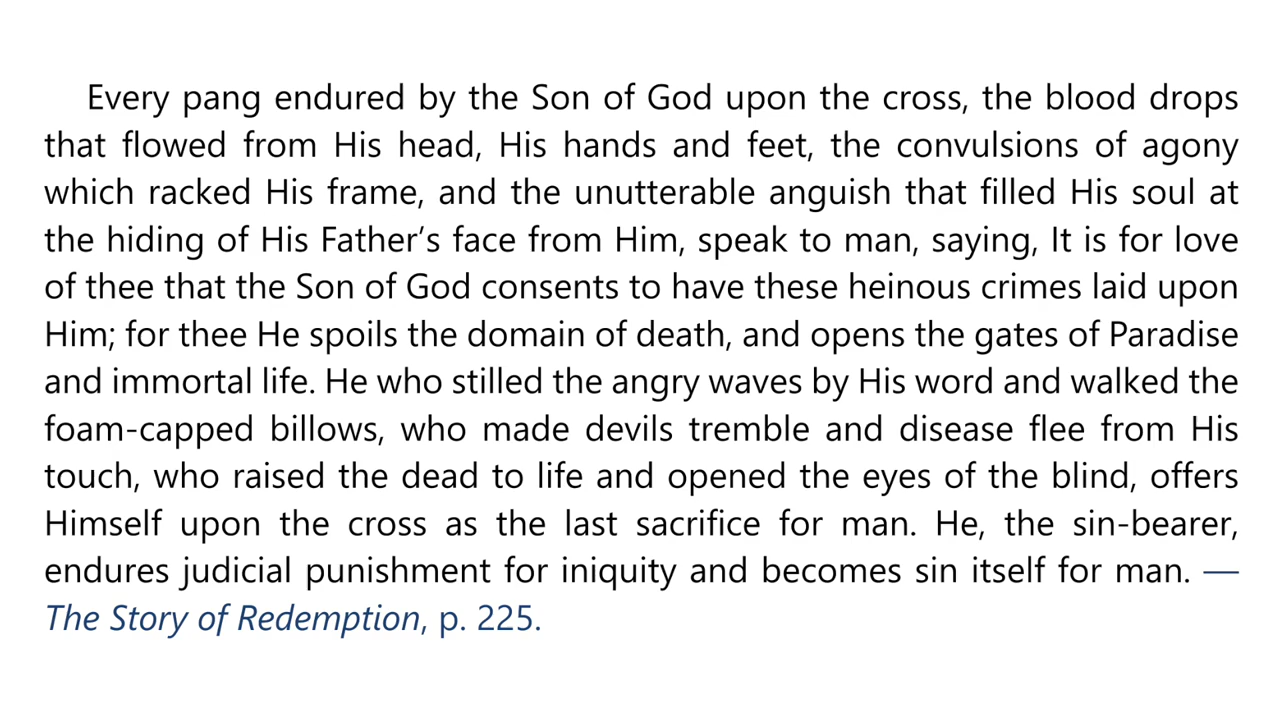 Every pang endured by the Son of God upon the cross, the blood drops
that flowed from His head, His hands and feet, the convulsions of agony
which racked His frame, and the unutterable anguish that filled His soul at
the hiding of His Father’s face from Him, speak to man, saying, It is for love
of thee that the Son of God consents to have these heinous crimes laid upon
Him; for thee He spoils the domain of death, and opens the gates of Paradise
and immortal life. He who stilled the angry waves by His word and walked the
foam-capped billows, who made devils tremble and disease flee from His
touch, who raised the dead to life and opened the eyes of the blind, offers
Himself upon the cross as the last sacrifice for man. He, the sin-bearer,
endures judicial punishment for iniquity and becomes sin itself for man. —
The Story of Redemption, p. 225.